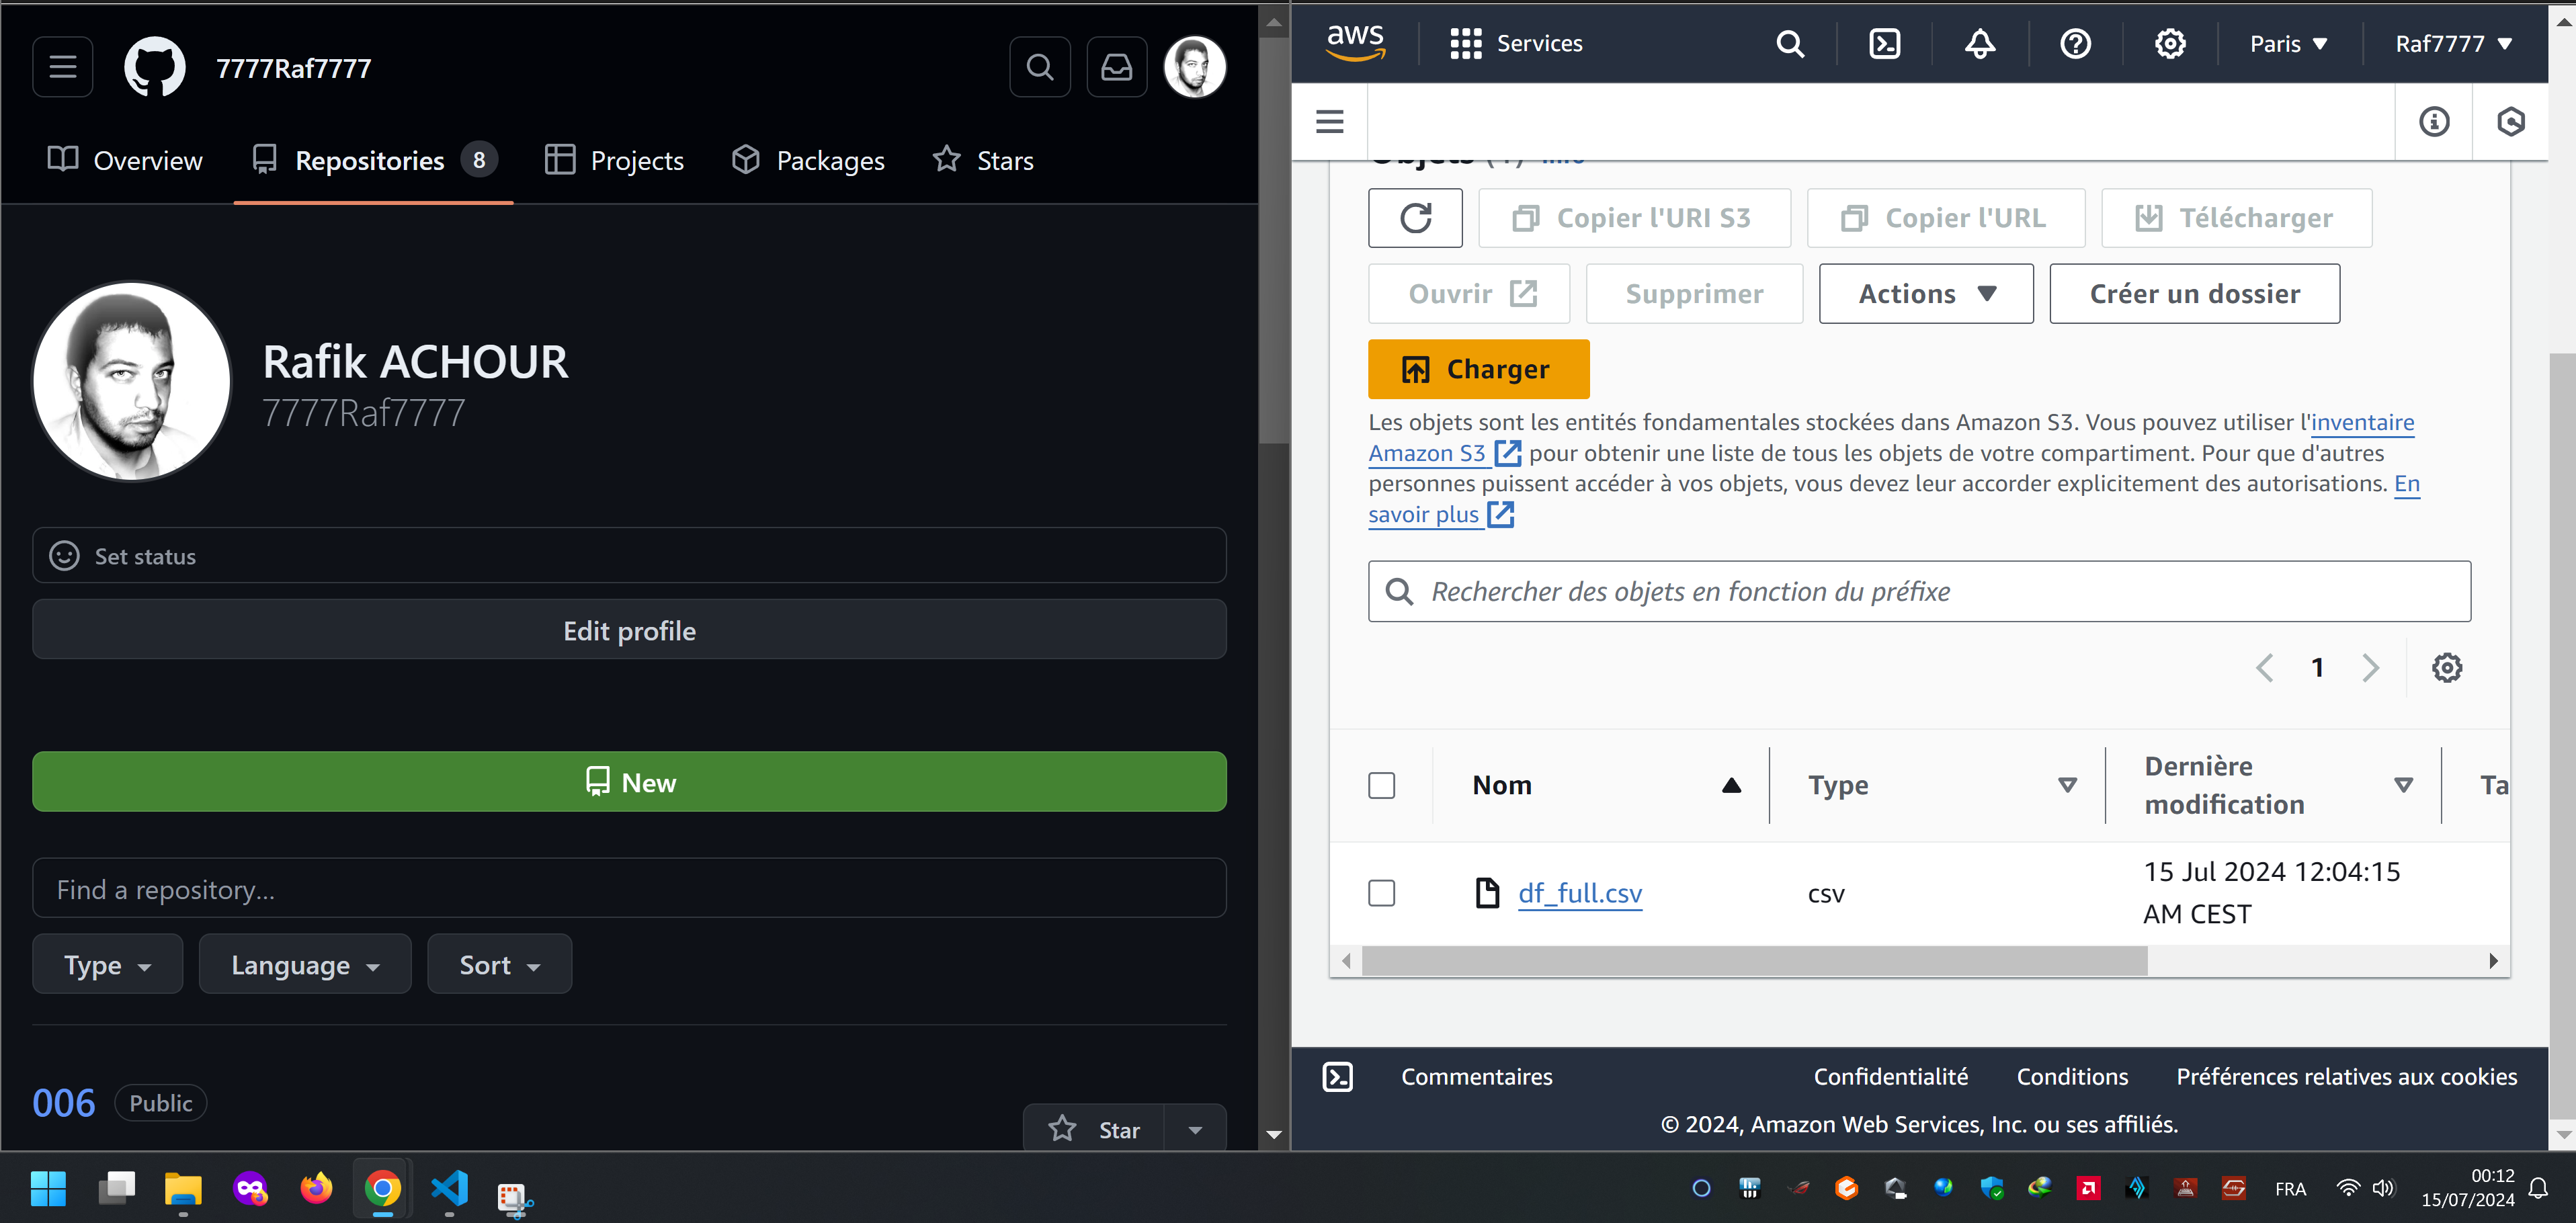 7777Raf7777
Overview
Repositories 8
Projects
Packages
Stars
Rafik ACHOUR
7777Raf7777
Set status
Edit profile
New
Find a repository...
Type
Language
Sort
006 Public
Star
aws
Services
Paris
Raf7777
Objets (1) Info
Copier l'URI S3
Copier l'URL
Télécharger
Ouvrir
Supprimer
Actions
Créer un dossier
Charger
Les objets sont les entités fondamentales stockées dans Amazon S3. Vous pouvez utiliser l'inventaire
Amazon S3 pour obtenir une liste de tous les objets de votre compartiment. Pour que d'autres
personnes puissent accéder à vos objets, vous devez leur accorder explicitement des autorisations. En
savoir plus
Rechercher des objets en fonction du préfixe
1
Nom
Type
Dernière
modification
Ta
df_full.csv
csv
15 Jul 2024 12:04:15
AM CEST
Commentaires
Confidentialité
Conditions
Préférences relatives aux cookies
© 2024, Amazon Web Services, Inc. ou ses affiliés.
FRA
00:12
15/07/2024